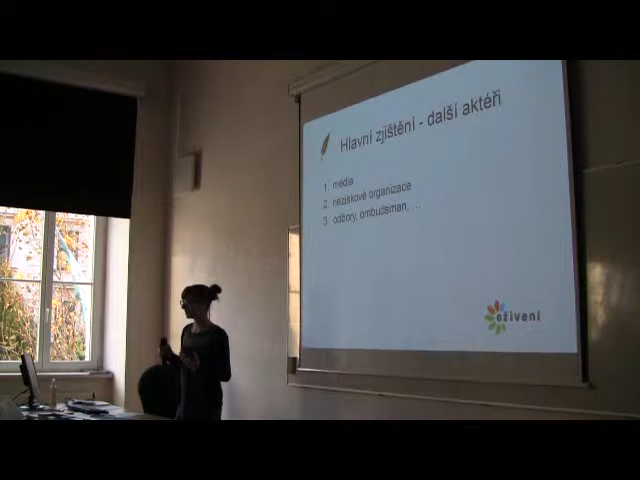 Hlavní zjištění - další aktéři
1. média
2. neziskové organizace
3. odbory, ombudsman, ...
oživení